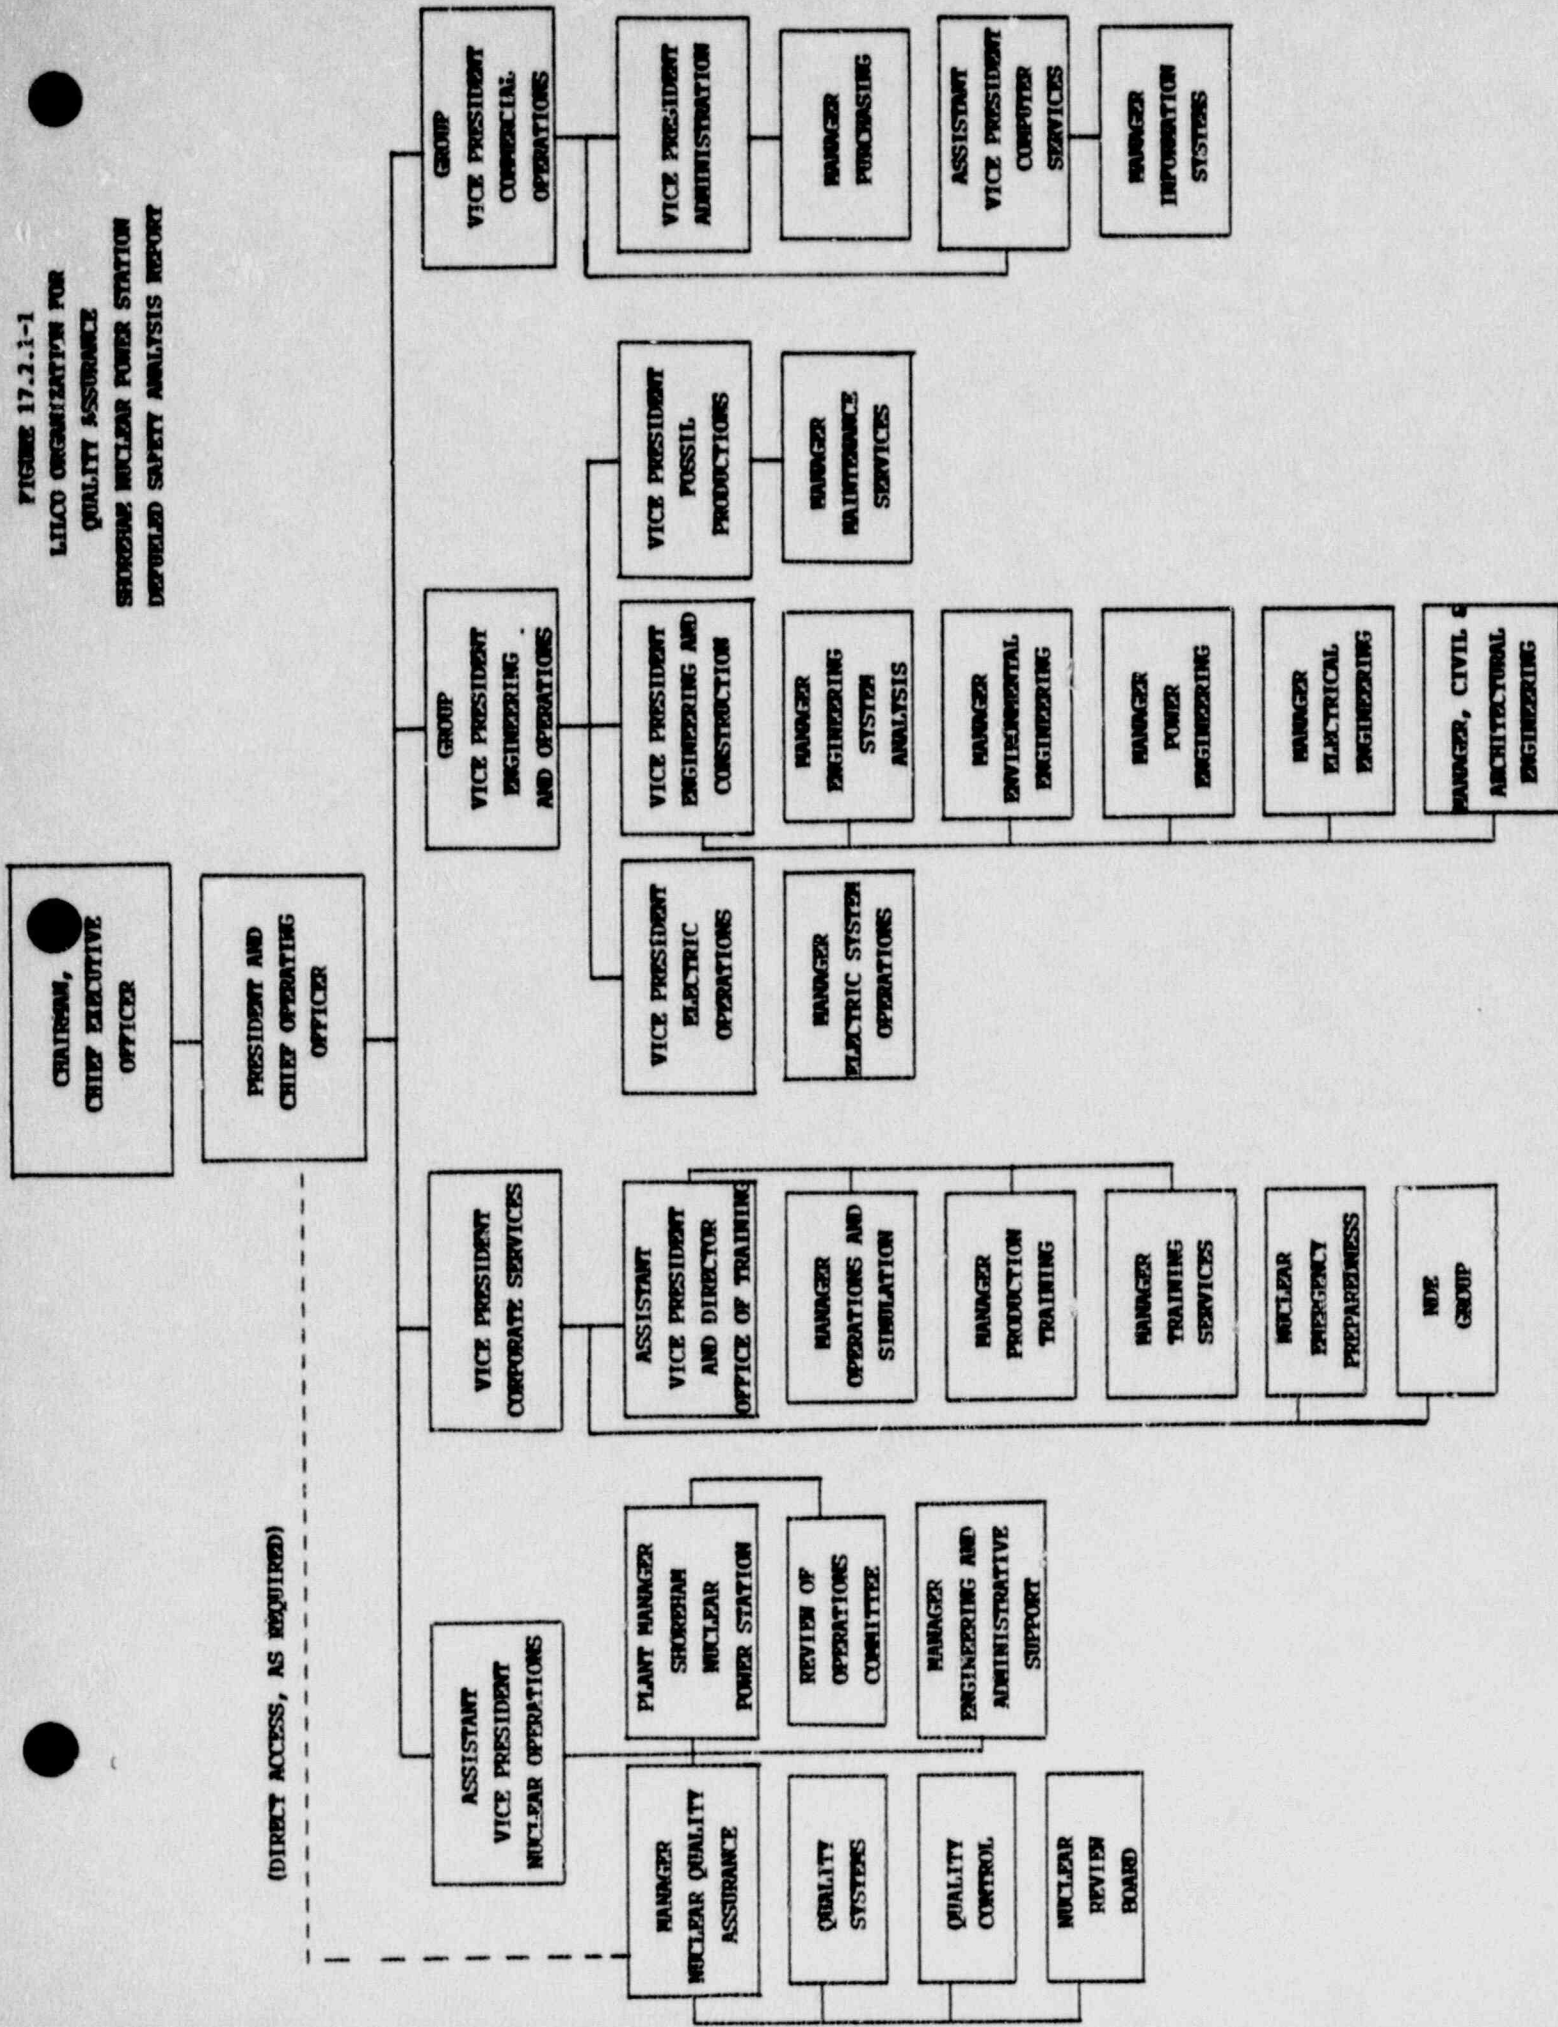 FIGURE 17.2.1-1
LILCO ORGANIZATION FOR
QUALITY ASSURANCE
SHOREHAM NUCLEAR POWER STATION
DEFUELED SAFETY ANALYSIS REPORT
CHAIRMAN,
CHIEF EXECUTIVE
OFFICER
PRESIDENT AND
CHIEF OPERATING
OFFICER
(DIRECT ACCESS, AS REQUIRED)
ASSISTANT
VICE PRESIDENT
NUCLEAR OPERATIONS
MANAGER
NUCLEAR QUALITY
ASSURANCE
QUALITY
SYSTEMS
QUALITY
CONTROL
NUCLEAR
REVIEW
BOARD
PLANT MANAGER
SHOREHAM
NUCLEAR
POWER STATION
REVIEW OF
OPERATIONS
COMMITTEE
MANAGER
ENGINEERING AND
ADMINISTRATIVE
SUPPORT
VICE PRESIDENT
CORPORATE SERVICES
ASSISTANT
VICE PRESIDENT
AND DIRECTOR
OFFICE OF TRAINING
MANAGER
OPERATIONS AND
SIMULATION
MANAGER
PRODUCTION
TRAINING
MANAGER
TRAINING
SERVICES
NUCLEAR
EMERGENCY
PREPAREDNESS
NDE
GROUP
GROUP
VICE PRESIDENT
ENGINEERING
AND OPERATIONS
VICE PRESIDENT
ELECTRIC
OPERATIONS
MANAGER
ELECTRIC SYSTEM
OPERATIONS
VICE PRESIDENT
ENGINEERING AND
CONSTRUCTION
MANAGER
ENGINEERING
SYSTEM
ANALYSIS
MANAGER
ENVIRONMENTAL
ENGINEERING
MANAGER
POWER
ENGINEERING
MANAGER
ELECTRICAL
ENGINEERING
MANAGER, CIVIL &
ARCHITECTURAL
ENGINEERING
VICE PRESIDENT
FOSSIL
PRODUCTIONS
MANAGER
MAINTENANCE
SERVICES
GROUP
VICE PRESIDENT
COMMERCIAL
OPERATIONS
VICE PRESIDENT
ADMINISTRATION
MANAGER
PURCHASING
ASSISTANT
VICE PRESIDENT
COMPUTER
SERVICES
MANAGER
INFORMATION
SYSTEMS